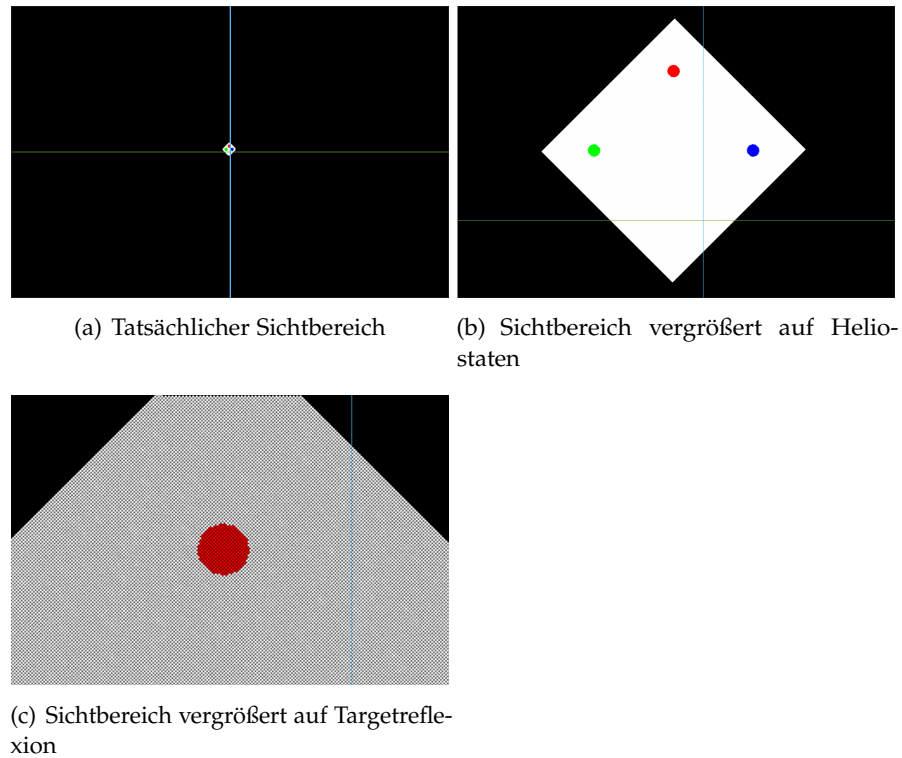 (a) Tatsächlicher Sichtbereich
(b) Sichtbereich vergrößert auf Helio-
staten
(c) Sichtbereich vergrößert auf Targetrefle-
xion